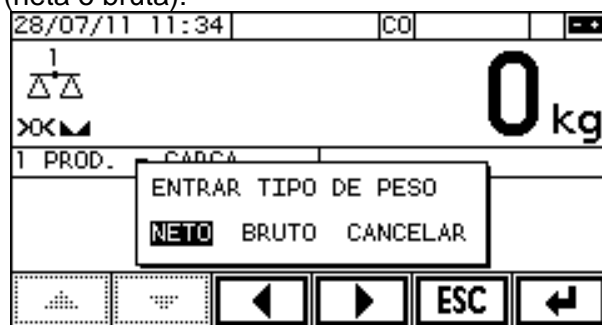 (neta o bruta).
28/07/11 11:34 CO
1
0 kg
1 PROD. - CARGA
ENTRAR TIPO DE PESO
NETO BRUTO CANCELAR
ESC